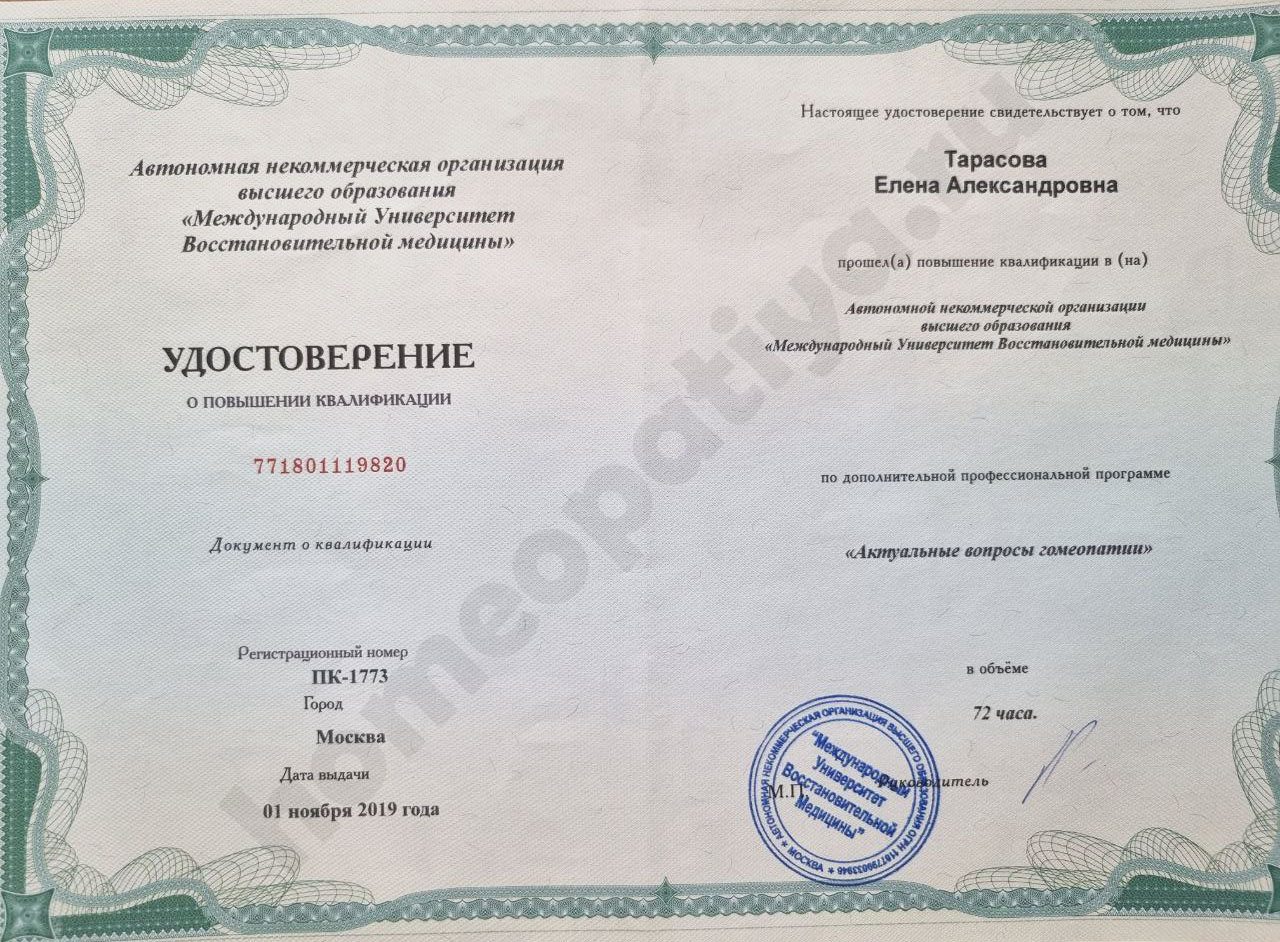 Автономная некоммерческая организация
высшего образования
«Международный Университет
Восстановительной медицины»
УДОСТОВЕРЕНИЕ
О ПОВЫШЕНИИ КВАЛИФИКАЦИИ
771801119820
Документ о квалификации
Регистрационный номер
ПК-1773
Город
Москва
Дата выдачи
01 ноября 2019 года
Настоящее удостоверение свидетельствует о том, что
Тарасова
Елена Александровна
прошел(а) повышение квалификации в (на)
Автономной некоммерческой организации
высшего образования
«Международный Университет Восстановительной медицины»
по дополнительной профессиональной программе
«Актуальные вопросы гомеопатии»
в объёме
72 часа.
Руководитель
М.П.
"Международный
Университет
Восстановительной
Медицины"
АВТОНОМНАЯ НЕКОММЕРЧЕСКАЯ ОРГАНИЗАЦИЯ ВЫСШЕГО ОБРАЗОВАНИЯ ОГРН
МОСКВА
homeopatiya.ru